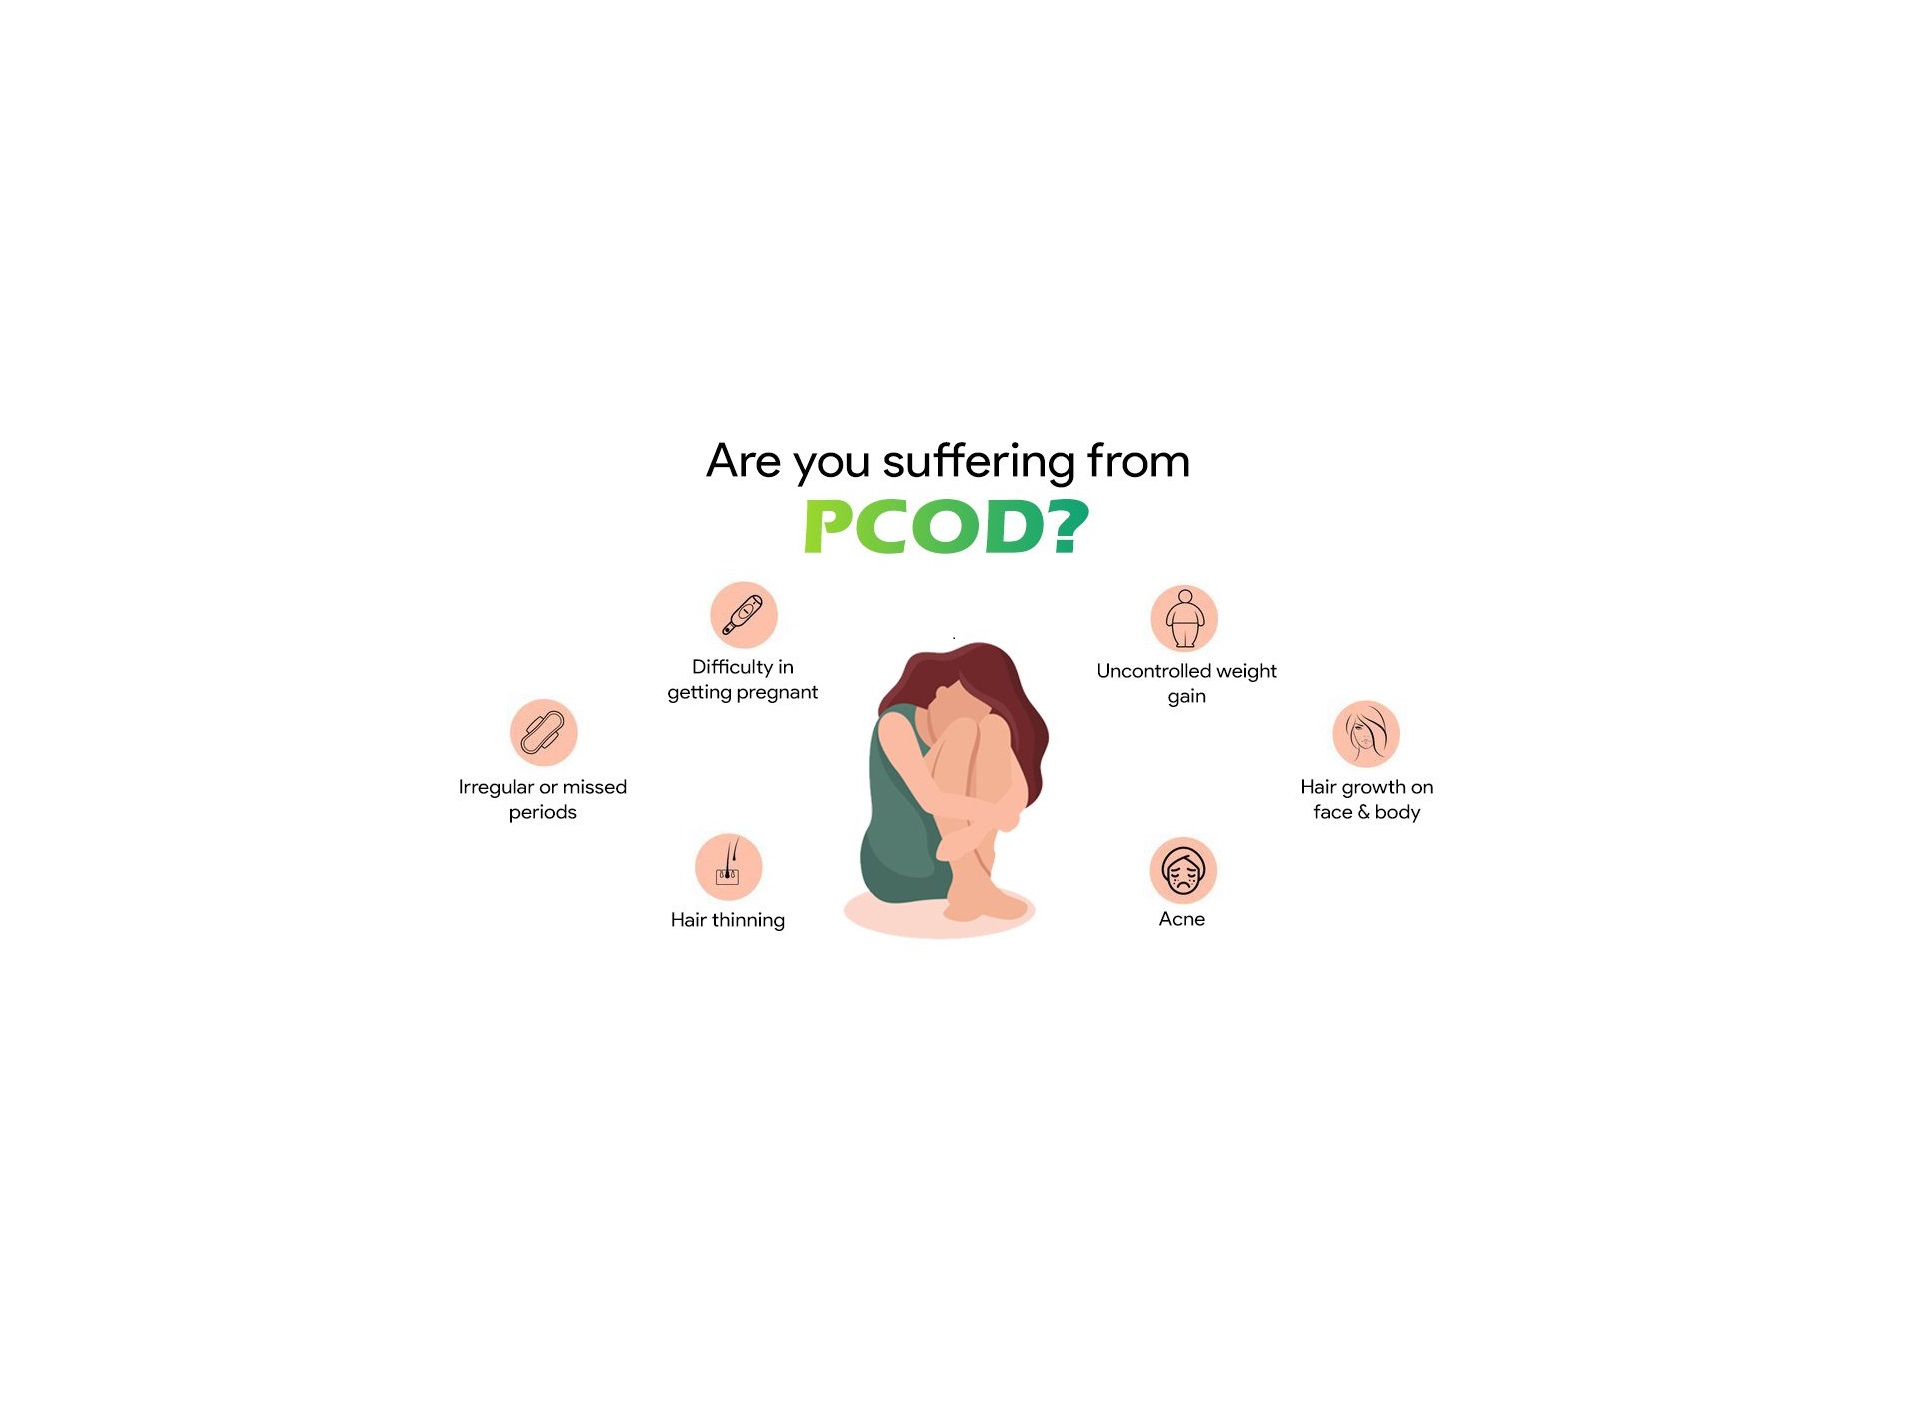 Are you suffering from
PCOD?
Difficulty in
getting pregnant
Uncontrolled weight
gain
Irregular or missed
periods
Hair growth on
face & body
Hair thinning
Acne